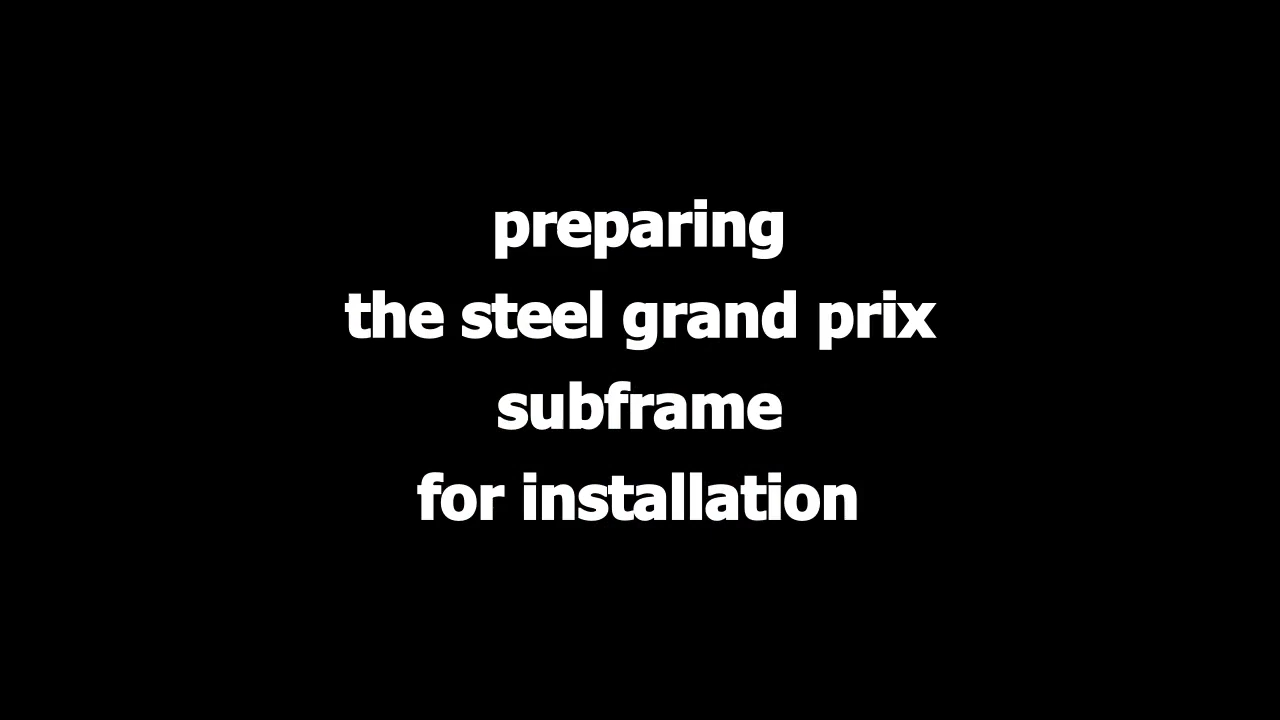 preparing
the steel grand prix
subframe
for installation